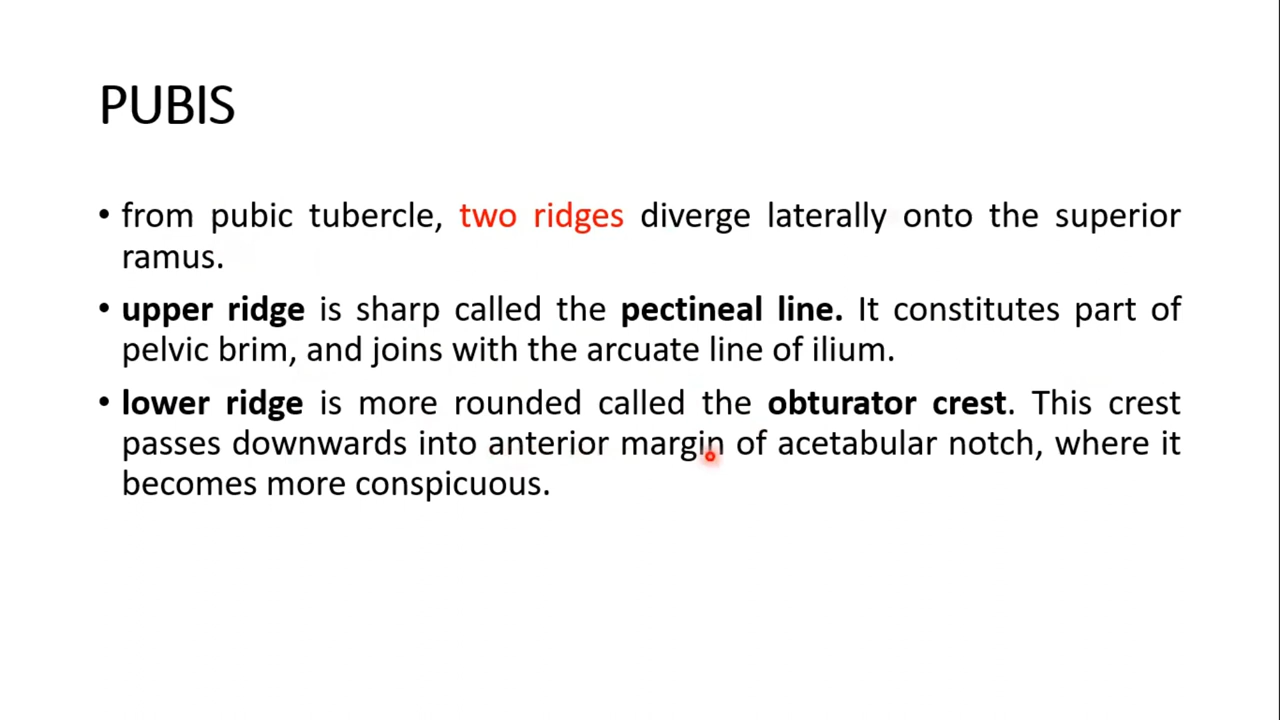 PUBIS
• from pubic tubercle, two ridges diverge laterally onto the superior
ramus.
• upper ridge is sharp called the pectineal line. It constitutes part of
pelvic brim, and joins with the arcuate line of ilium.
• lower ridge is more rounded called the obturator crest. This crest
passes downwards into anterior margin of acetabular notch, where it
becomes more conspicuous.